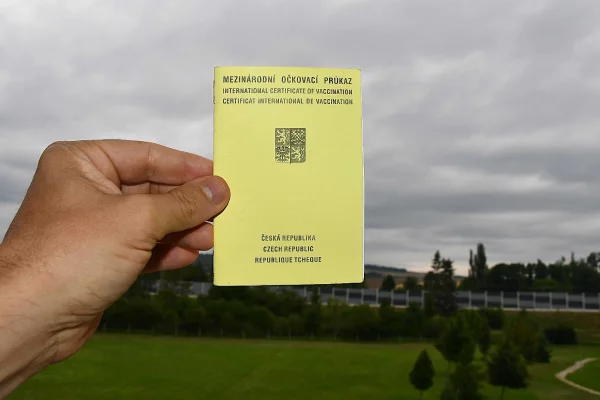 MEZINÁRODNÍ OČKOVACÍ PRŮKAZ
INTERNATIONAL CERTIFICATE OF VACCINATION
CERTIFICAT INTERNATIONAL DE VACCINATION
ČESKÁ REPUBLIKA
CZECH REPUBLIC
REPUBLIQUE TCHEQUE